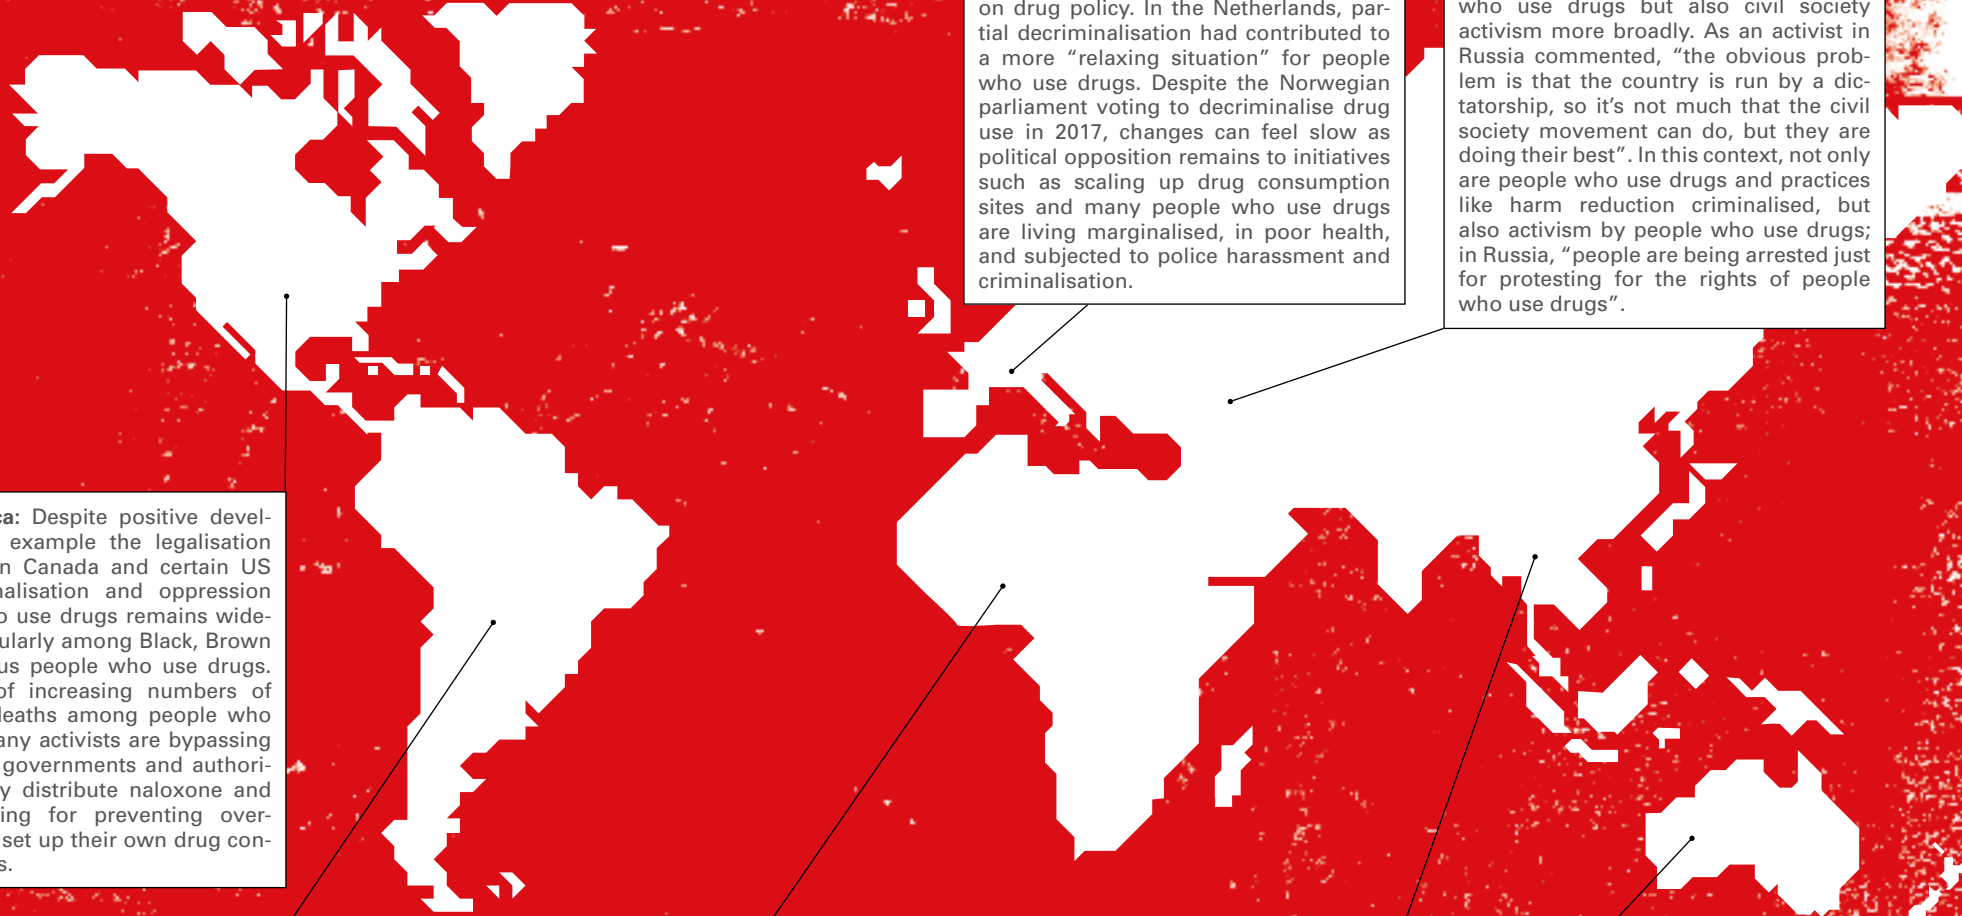 on drug policy. In the Netherlands, par-
tial decriminalisation had contributed to
a more “relaxing situation” for people
who use drugs. Despite the Norwegian
parliament voting to decriminalise drug
use in 2017, changes can feel slow as
political opposition remains to initiatives
such as scaling up drug consumption
sites and many people who use drugs
are living marginalised, in poor health,
and subjected to police harassment and
criminalisation.
who use drugs but also civil society
activism more broadly. As an activist in
Russia commented, “the obvious prob-
lem is that the country is run by a dic-
tatorship, so it’s not much that the civil
society movement can do, but they are
doing their best”. In this context, not only
are people who use drugs and practices
like harm reduction criminalised, but
also activism by people who use drugs;
in Russia, “people are being arrested just
for protesting for the rights of people
who use drugs”.
ca: Despite positive devel-
example the legalisation
n Canada and certain US
nalisation and oppression
o use drugs remains wide-
ularly among Black, Brown
us people who use drugs.
of increasing numbers of
deaths among people who
any activists are bypassing
governments and authori-
y distribute naloxone and
ing for preventing over-
set up their own drug con-
s.